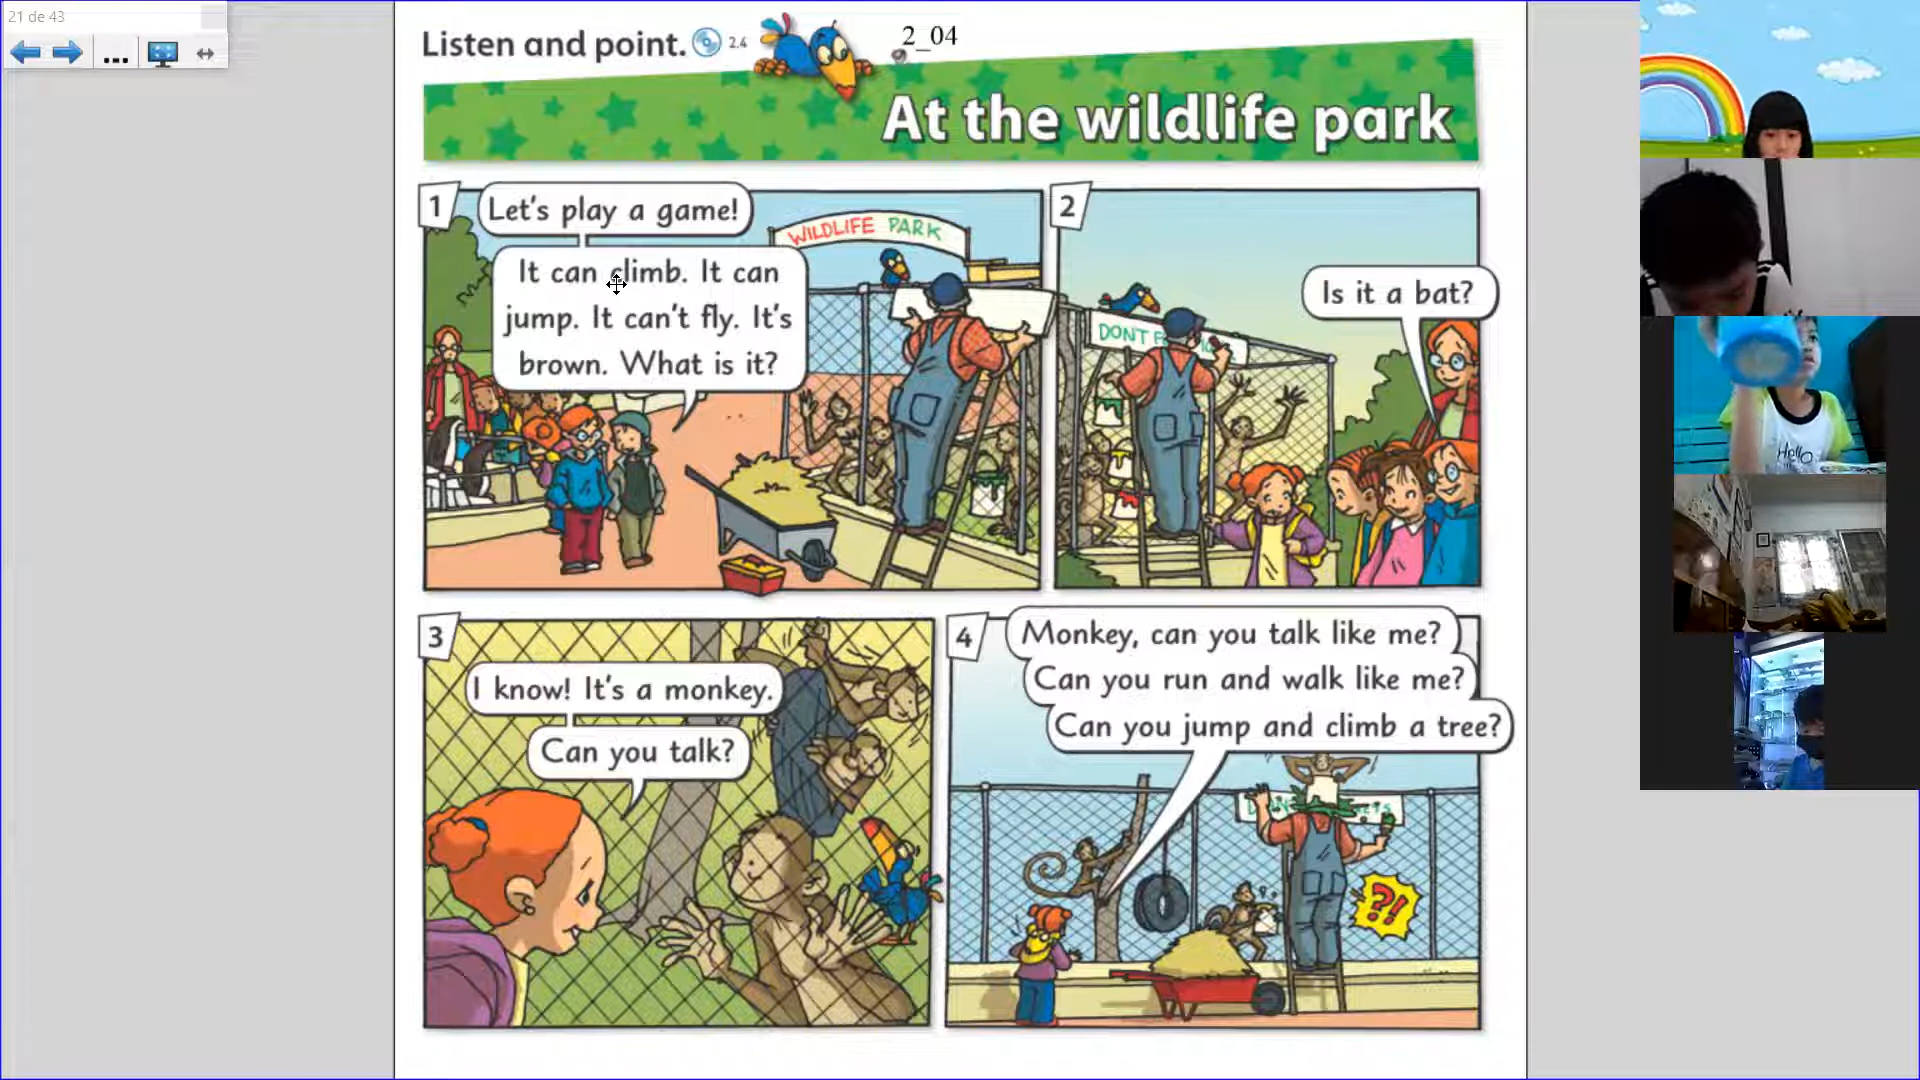 21 de 43
...
Listen and point. 2.4
2_04
At the wildlife park
1
Let's play a game!
It can climb. It can
jump. It can't fly. It's
brown. What is it?
WILDLIFE PARK
2
Is it a bat?
DON'T
3
I know! It's a monkey.
Can you talk?
4
Monkey, can you talk like me?
Can you run and walk like me?
Can you jump and climb a tree?
?!
Hello